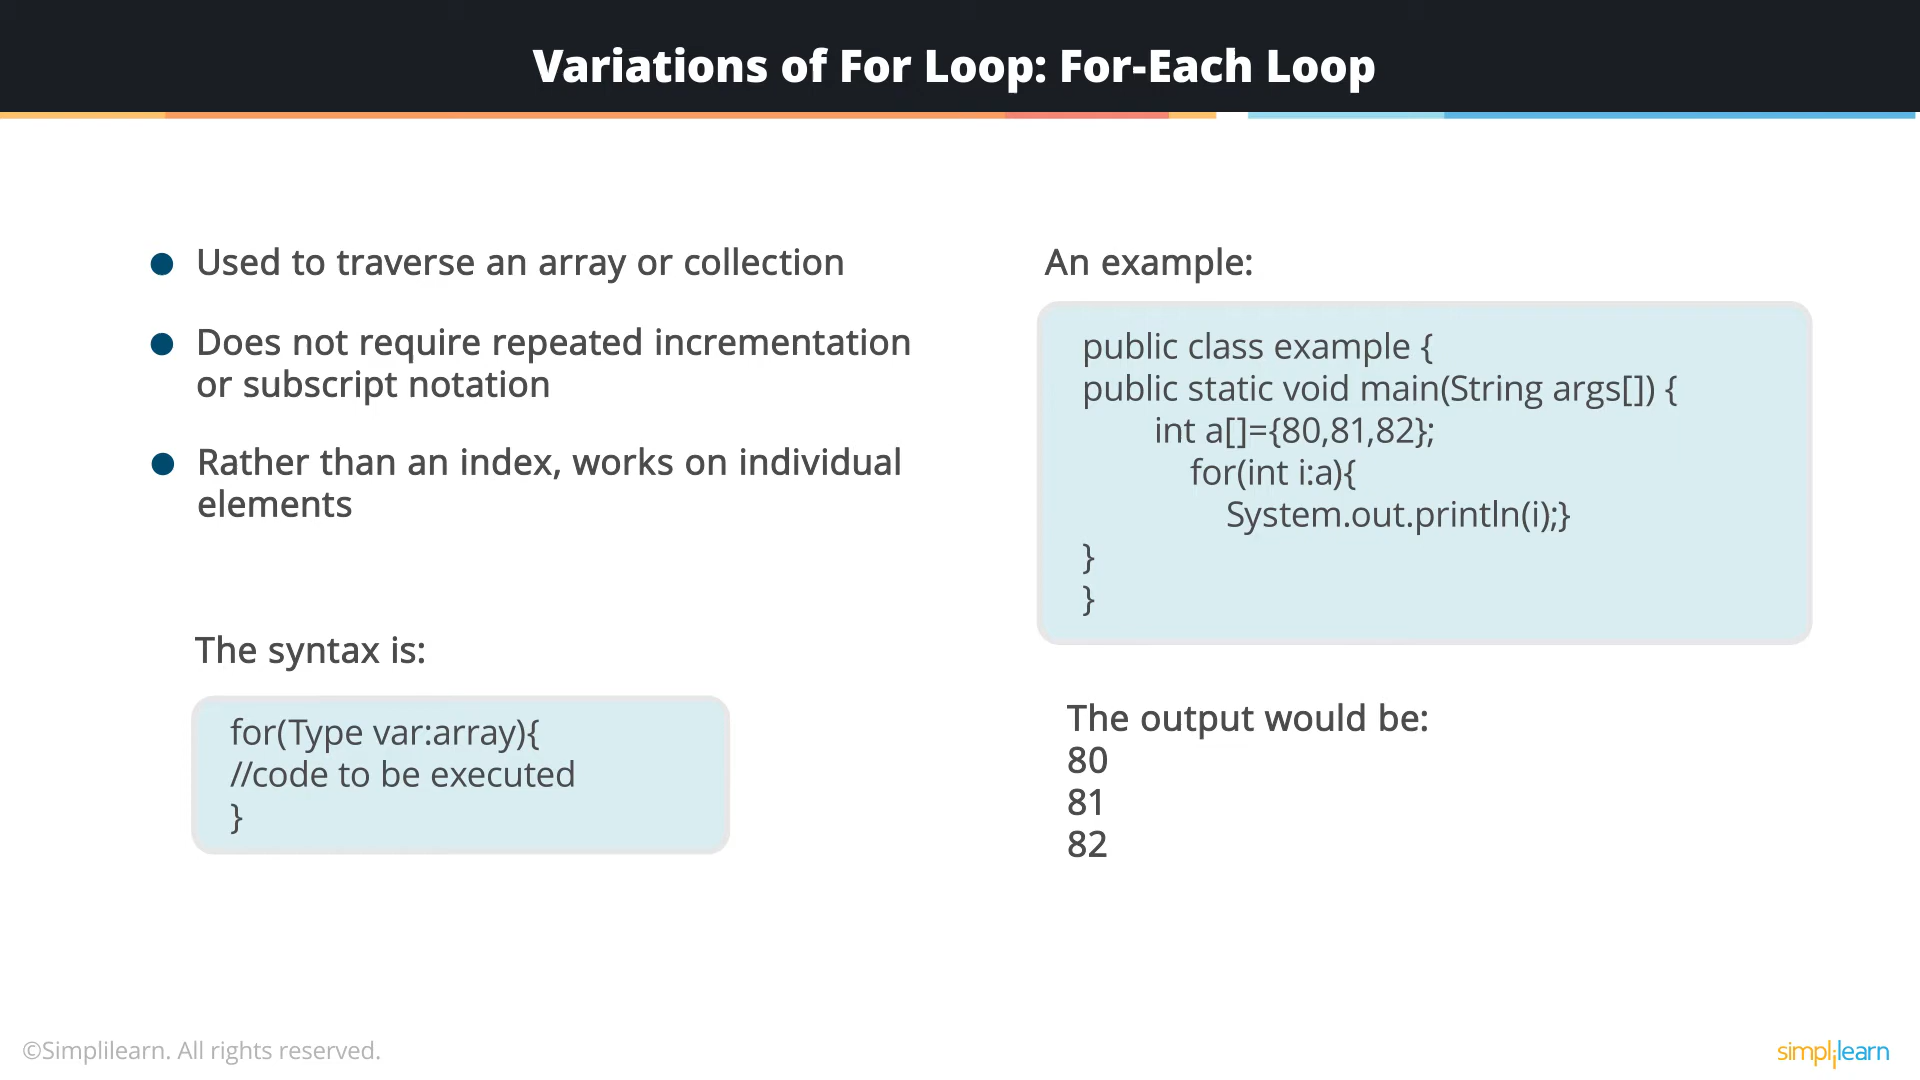 Variations of For Loop: For-Each Loop
● Used to traverse an array or collection
● Does not require repeated incrementation
or subscript notation
● Rather than an index, works on individual
elements
The syntax is:
for(Type var:array){
//code to be executed
}
An example:
public class example {
public static void main(String args[]) {
int a[]={80,81,82};
for(int i:a){
System.out.println(i);}
}
}
The output would be:
80
81
82
©Simplilearn. All rights reserved.
simplilearn